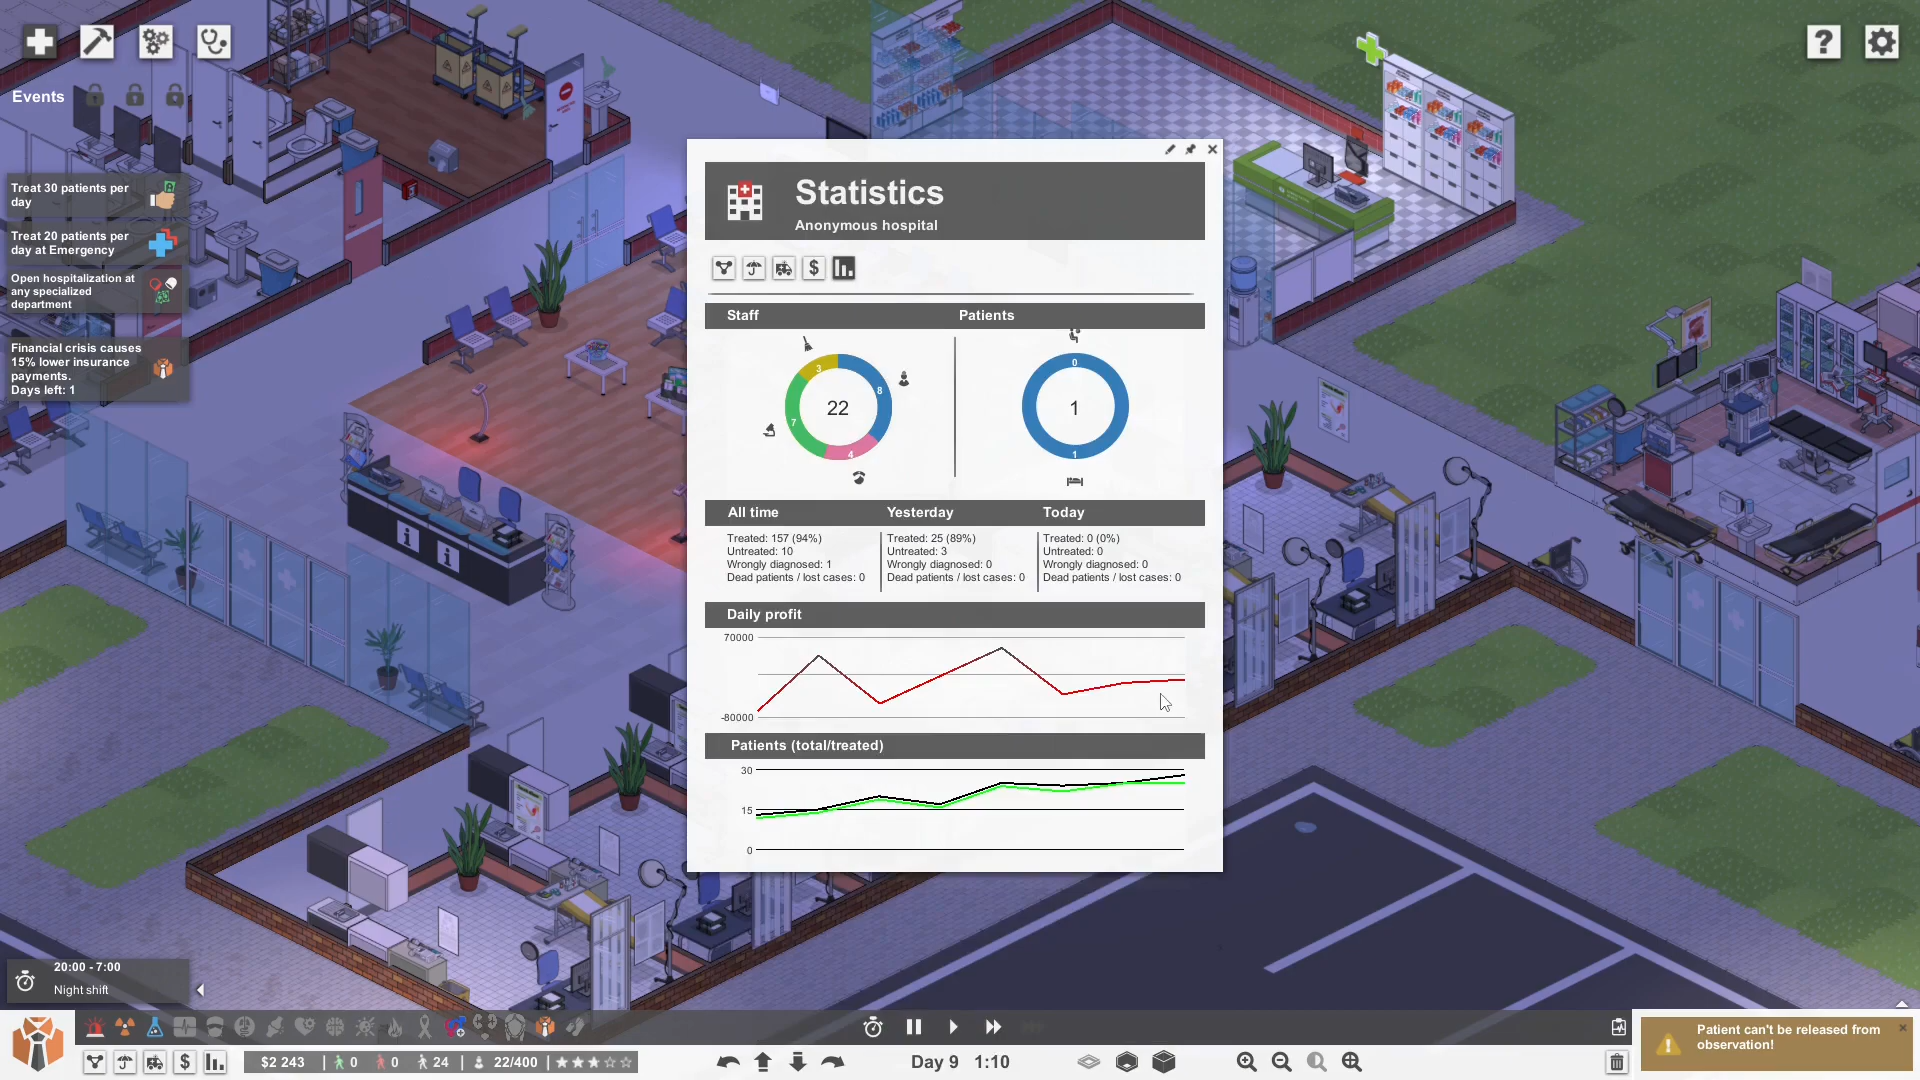 Events
Treat 30 patients per
day
Treat 20 patients per
day at Emergency
Open hospitalization at
any specialized
department
Financial crisis causes
15% lower insurance
payments.
Days left: 1
?
Statistics
Anonymous hospital
$
Staff Patients
3
8
7
4
22
0
1
1
All time Yesterday Today
Treated: 157 (94%) Treated: 25 (89%) Treated: 0 (0%)
Untreated: 10 Untreated: 3 Untreated: 0
Wrongly diagnosed: 1 Wrongly diagnosed: 0 Wrongly diagnosed: 0
Dead patients / lost cases: 0 Dead patients / lost cases: 0 Dead patients / lost cases: 0
Daily profit
70000
-80000
Patients (total/treated)
30
15
0
i
i
20:00 - 7:00
Night shift
$
$2 243 | 0 0 24 | 22/400 |
Day 9 1:10
Patient can't be released from
observation!